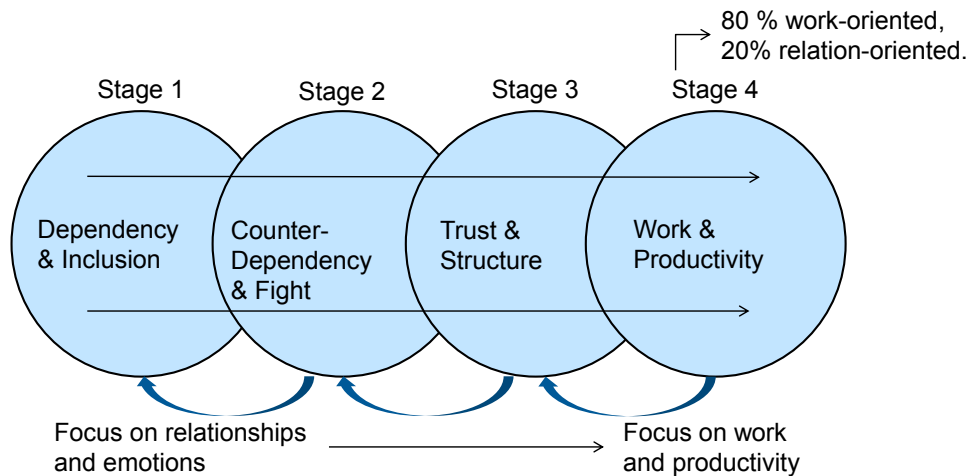 80 % work-oriented,
20% relation-oriented.
Stage 1
Stage 2
Stage 3
Stage 4
Dependency
& Inclusion
Counter-
Dependency
& Fight
Trust &
Structure
Work &
Productivity
Focus on relationships
and emotions
Focus on work
and productivity